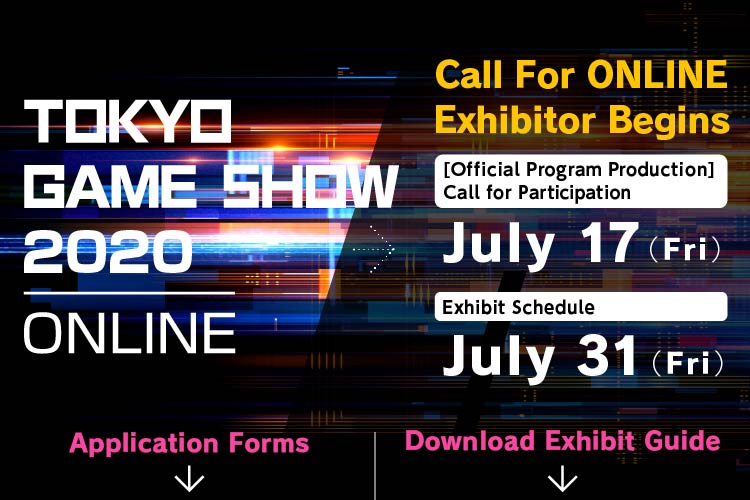 TOKYO
GAME SHOW
2020
ONLINE
Call For ONLINE
Exhibitor Begins
[Official Program Production]
Call for Participation
July 17（Fri）
Exhibit Schedule
July 31（Fri）
Application Forms
Download Exhibit Guide